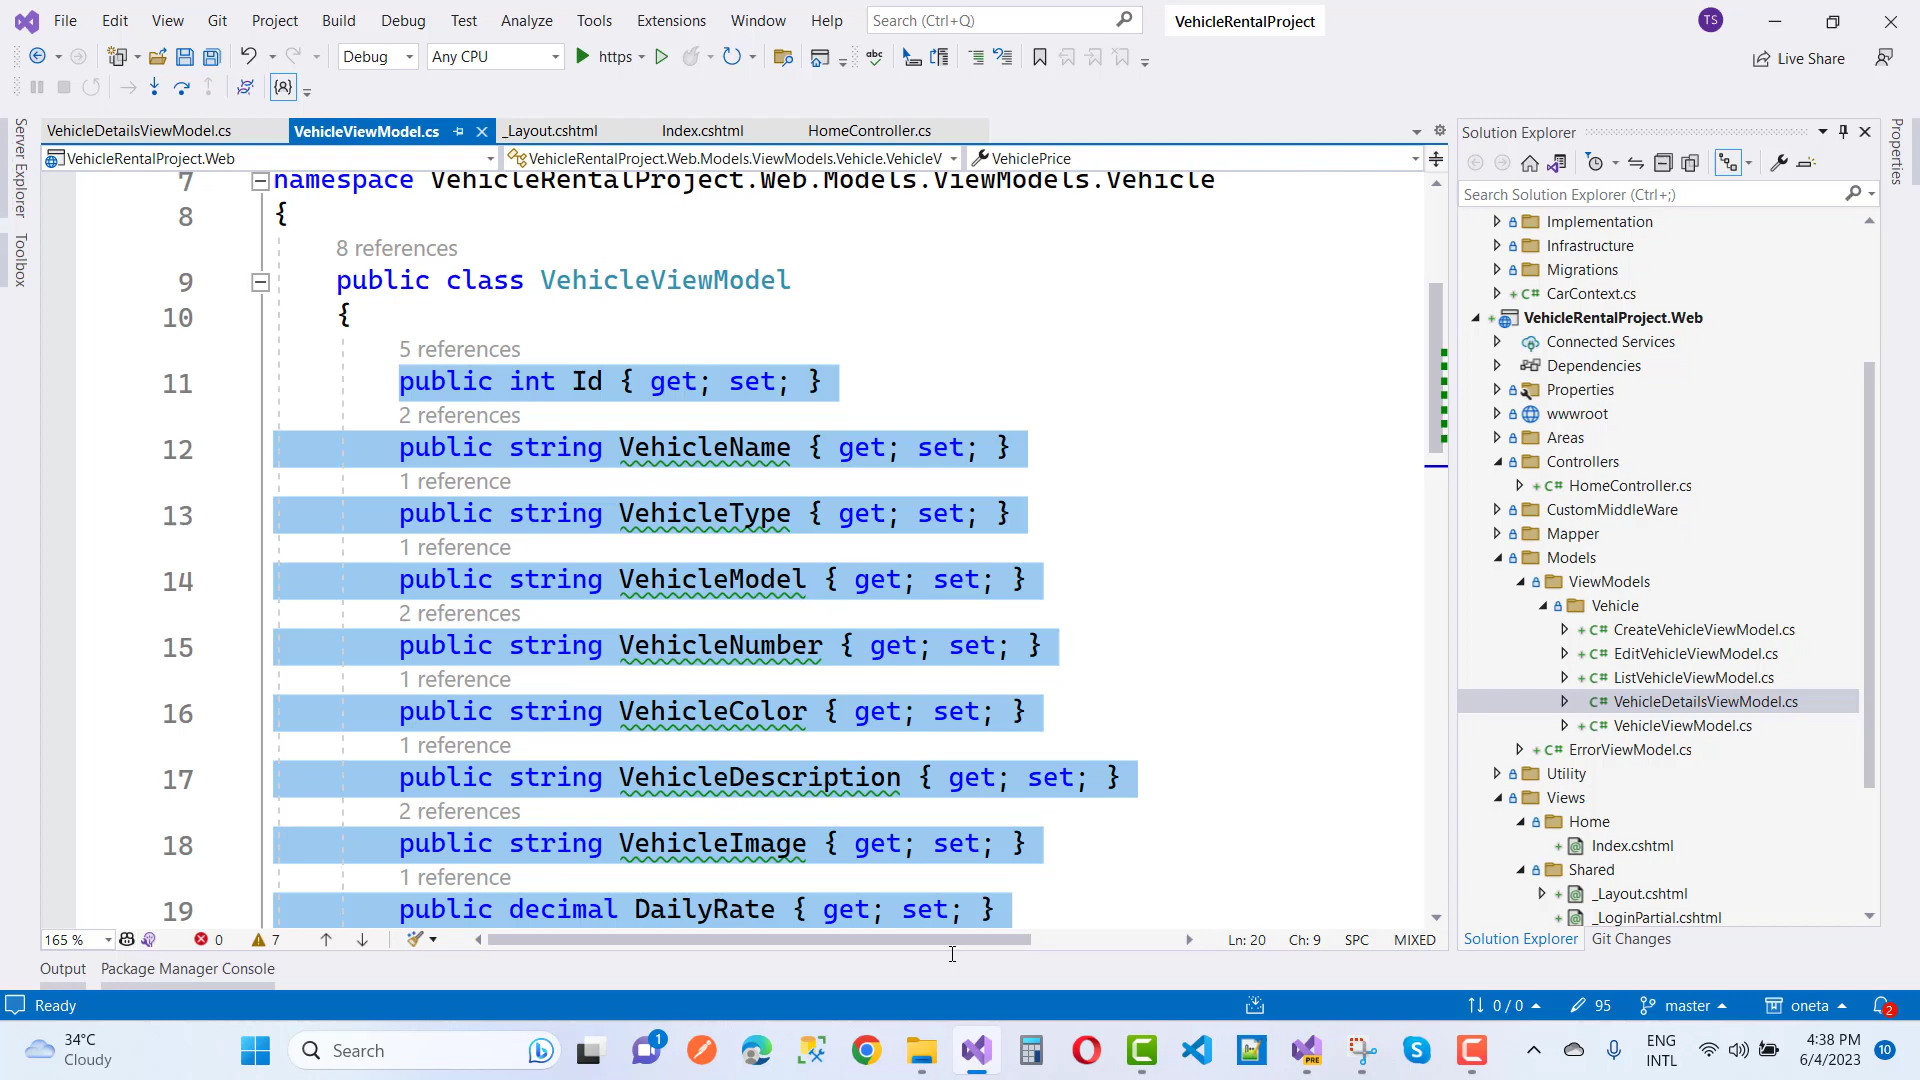 File Edit View Git Project Build Debug Test Analyze Tools Extensions Window Help Search (Ctrl+Q) VehicleRentalProject TS
Debug Any CPU https Live Share
VehicleDetailsViewModel.cs VehicleViewModel.cs _Layout.cshtml Index.cshtml HomeController.cs
VehicleRentalProject.Web VehicleRentalProject.Web.Models.ViewModels.Vehicle.VehicleV VehiclePrice
7 namespace VehicleRentalProject.Web.Models.ViewModels.Vehicle
8 {
8 references
9 public class VehicleViewModel
10 {
5 references
11 public int Id { get; set; }
2 references
12 public string VehicleName { get; set; }
1 reference
13 public string VehicleType { get; set; }
1 reference
14 public string VehicleModel { get; set; }
2 references
15 public string VehicleNumber { get; set; }
1 reference
16 public string VehicleColor { get; set; }
1 reference
17 public string VehicleDescription { get; set; }
2 references
18 public string VehicleImage { get; set; }
1 reference
19 public decimal DailyRate { get; set; }
165 % 0 7 Ln: 20 Ch: 9 SPC MIXED
Output Package Manager Console
Server Explorer
Toolbox
Solution Explorer
Search Solution Explorer (Ctrl+;)
Implementation
Infrastructure
Migrations
C# CarContext.cs
VehicleRentalProject.Web
Connected Services
Dependencies
Properties
wwwroot
Areas
Controllers
C# HomeController.cs
CustomMiddleWare
Mapper
Models
ViewModels
Vehicle
C# CreateVehicleViewModel.cs
C# EditVehicleViewModel.cs
C# ListVehicleViewModel.cs
C# VehicleDetailsViewModel.cs
C# VehicleViewModel.cs
C# ErrorViewModel.cs
Utility
Views
Home
Index.cshtml
Shared
_Layout.cshtml
_LoginPartial.cshtml
Solution Explorer Git Changes
Properties
Ready 0 / 0 95 master oneta 2
34°C
Cloudy
Search 1 PRE ENG
INTL 4:38 PM
6/4/2023 10